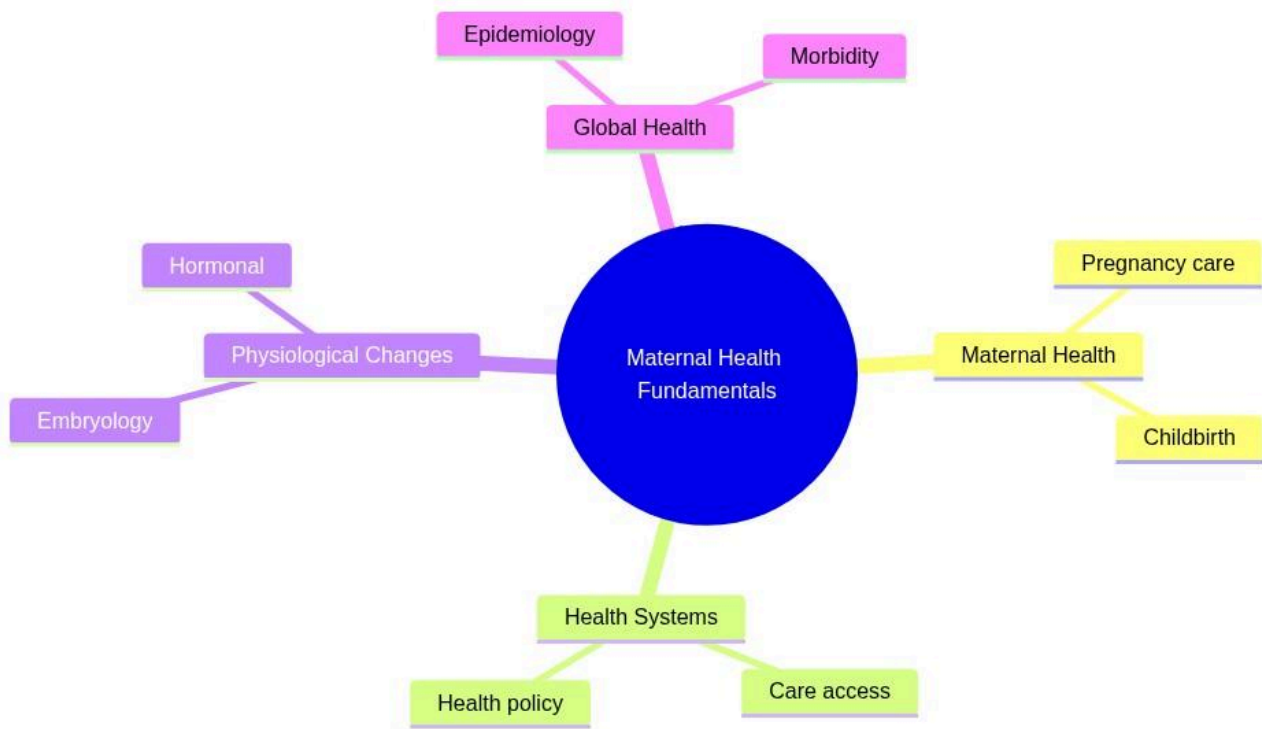 Epidemiology
Morbidity
Global Health
Hormonal
Physiological Changes
Embryology
Maternal Health
Fundamentals
Pregnancy care
Maternal Health
Childbirth
Health Systems
Health policy
Care access